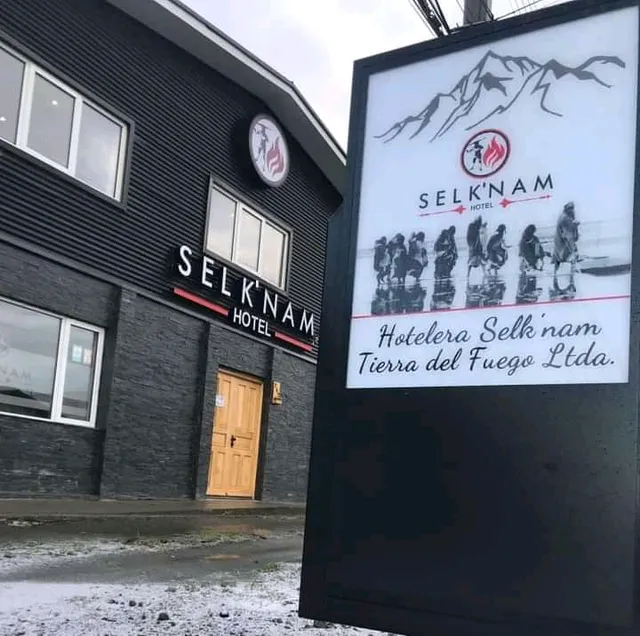 SELK'NAM
HOTEL
SELK'NAM
HOTEL
Hotelera Selk'nam
Tierra del Fuego Ltda.